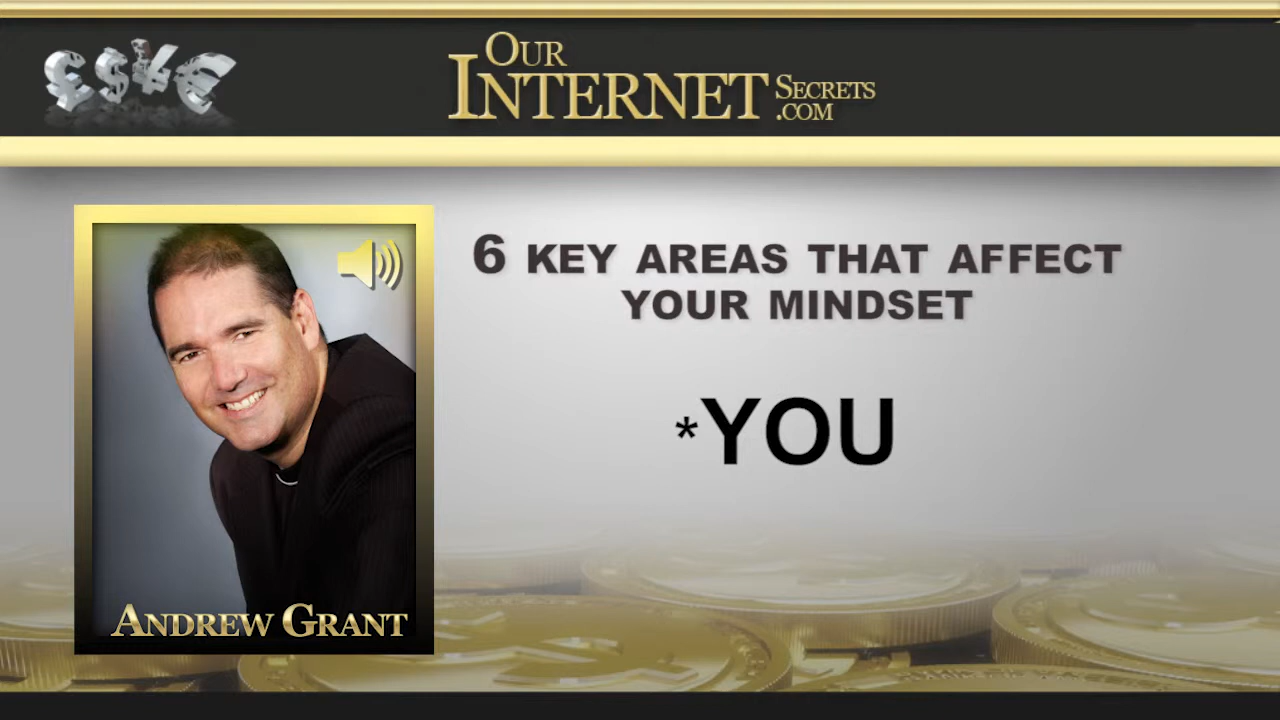 OUR
INTERNET SECRETS
.COM
6 KEY AREAS THAT AFFECT
YOUR MINDSET
*YOU
ANDREW GRANT